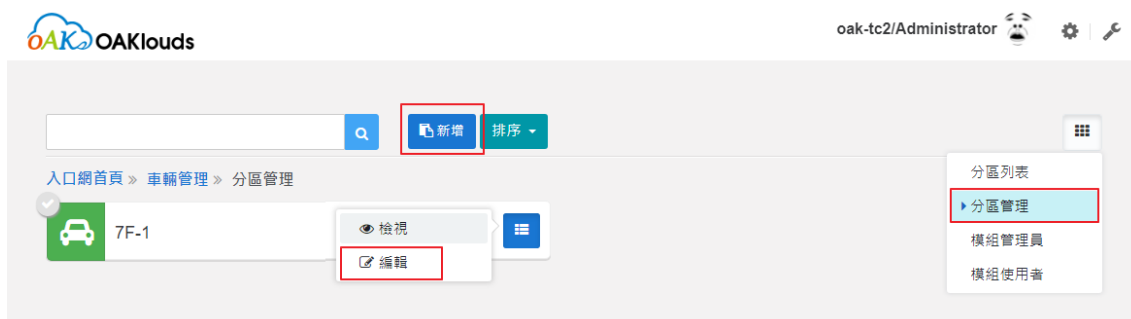 OAK OAKlouds
oak-tc2/Administrator
新增 排序
入口網首頁 » 車輛管理 » 分區管理
7F-1
檢視
編輯
分區列表
分區管理
模組管理員
模組使用者